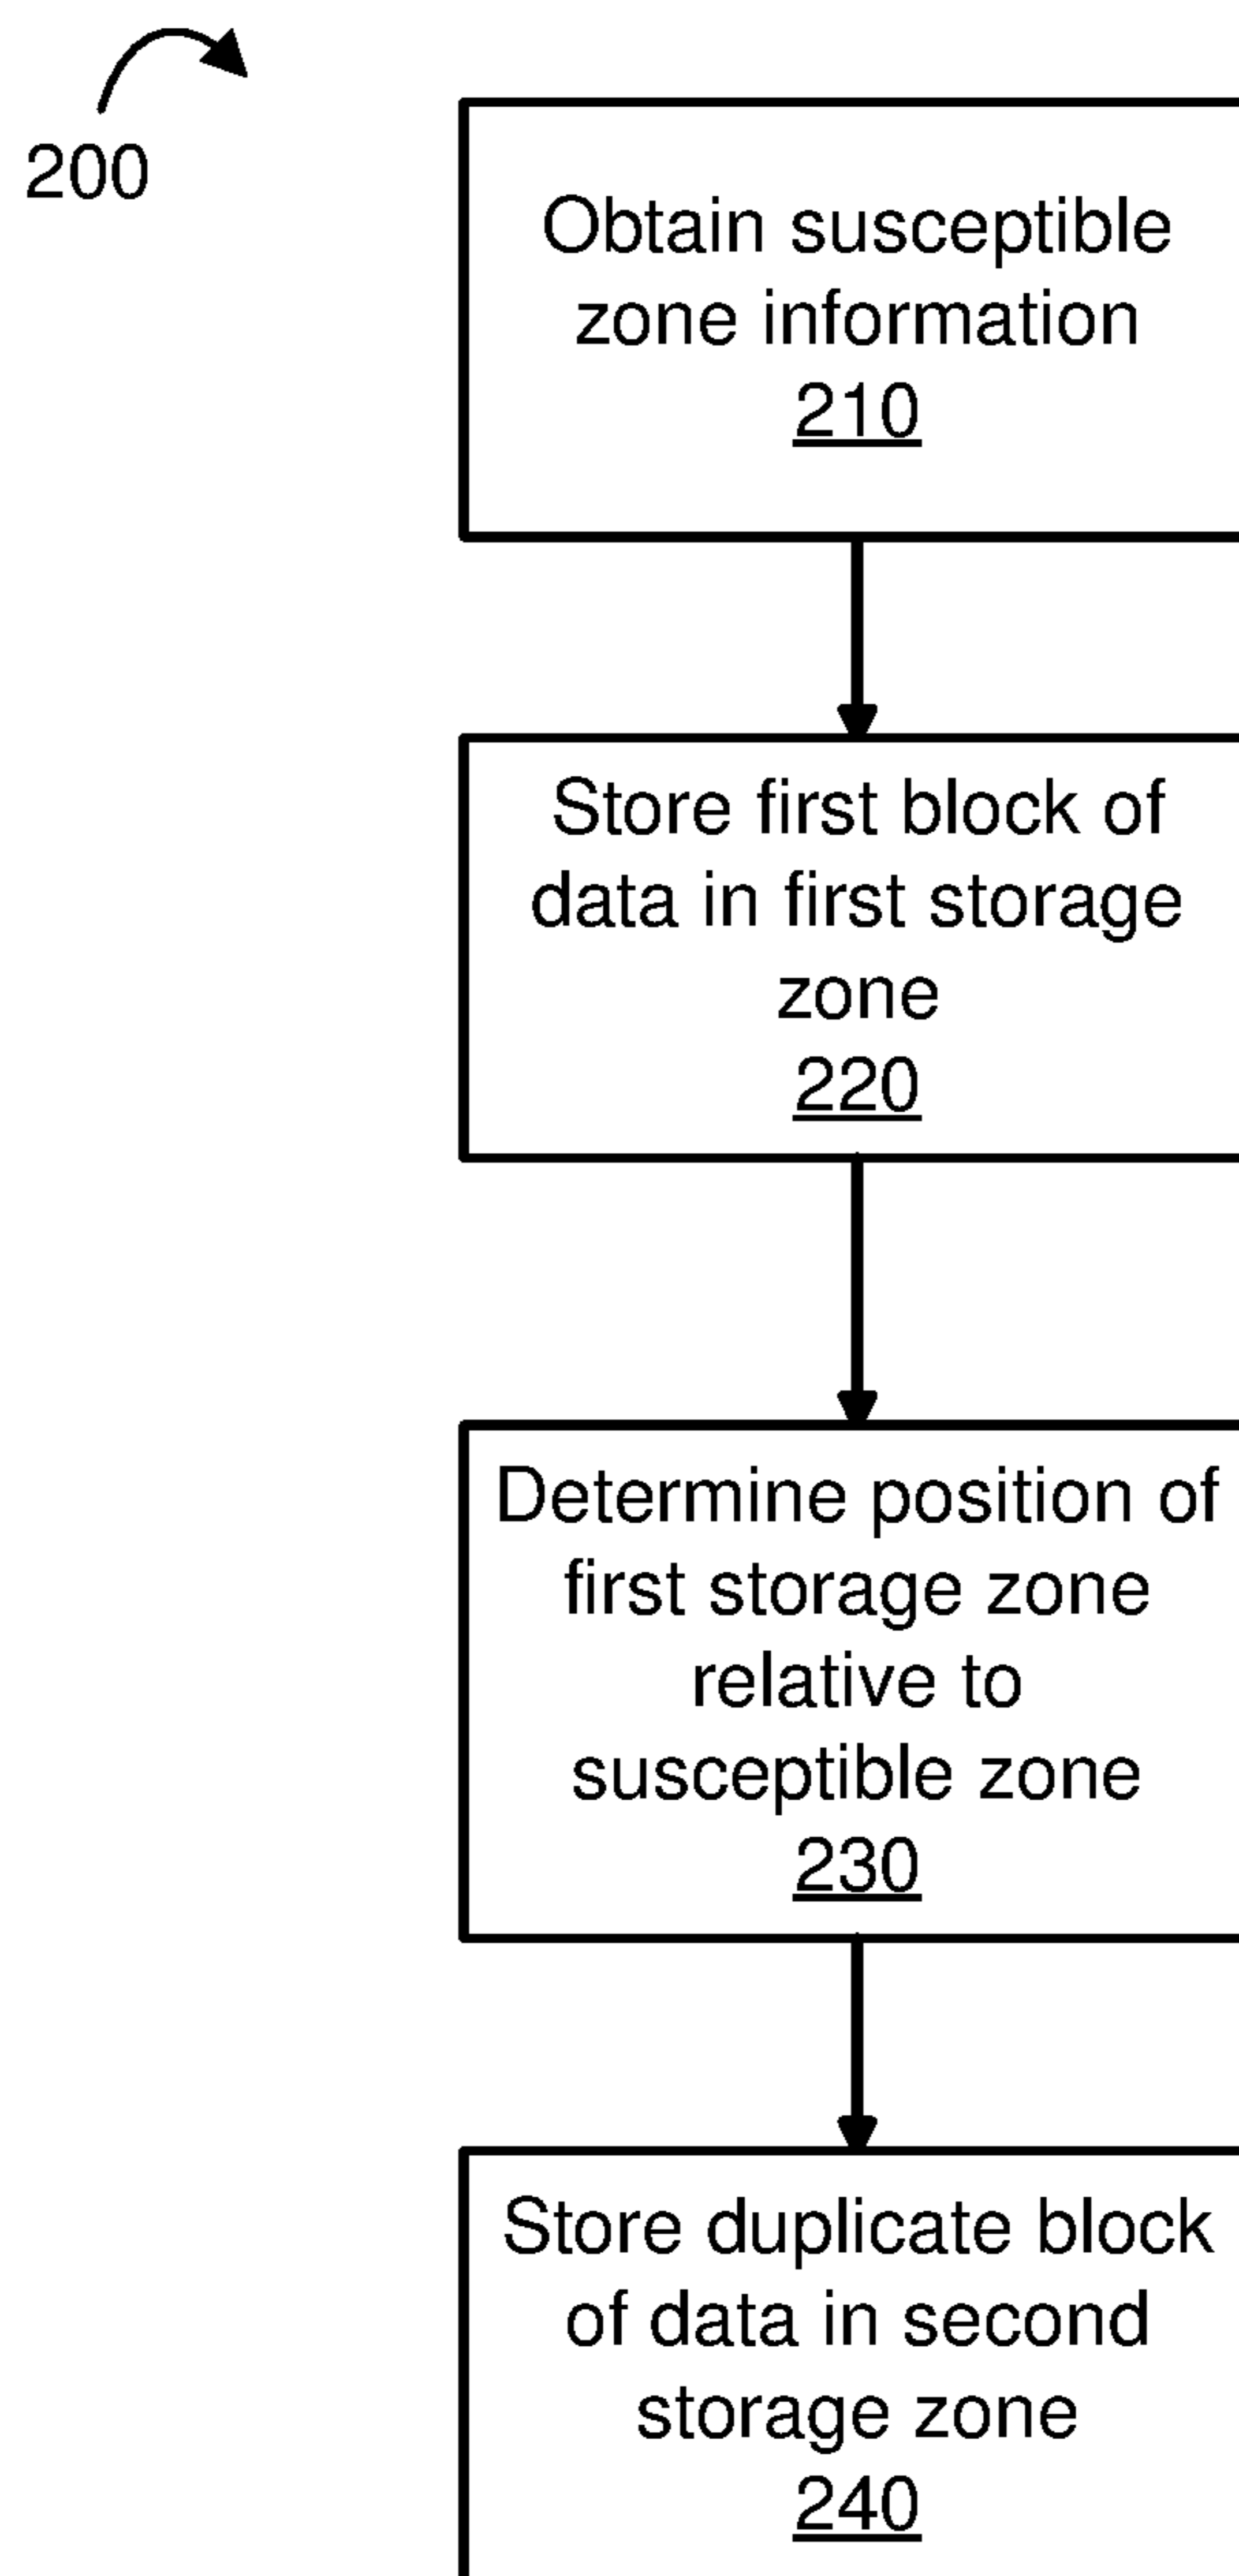 200
Obtain susceptible
zone information
210
Store first block of
data in first storage
zone
220
Determine position of
first storage zone
relative to
susceptible zone
230
Store duplicate block
of data in second
storage zone
240